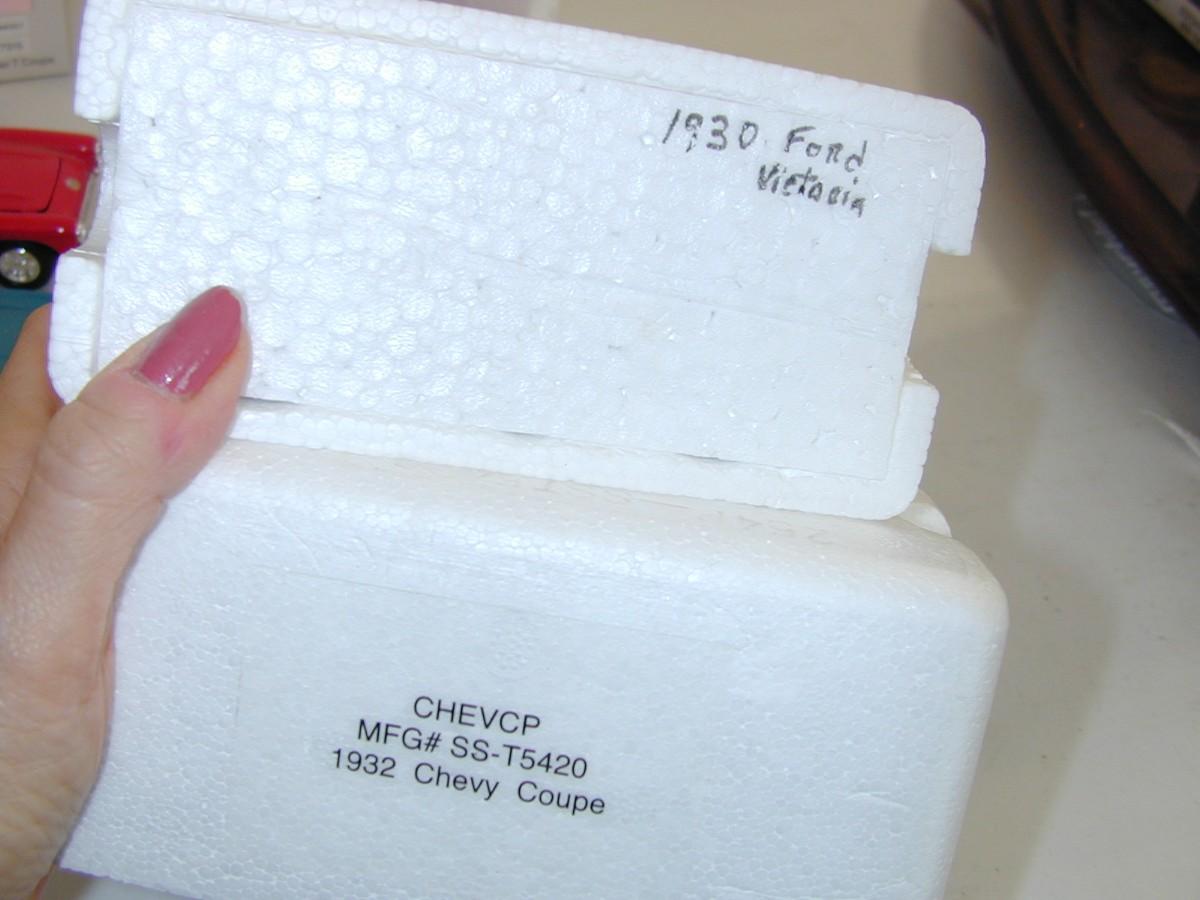 1930 Ford
Victoria
CHEVCP
MFG# SS-T5420
1932 Chevy Coupe